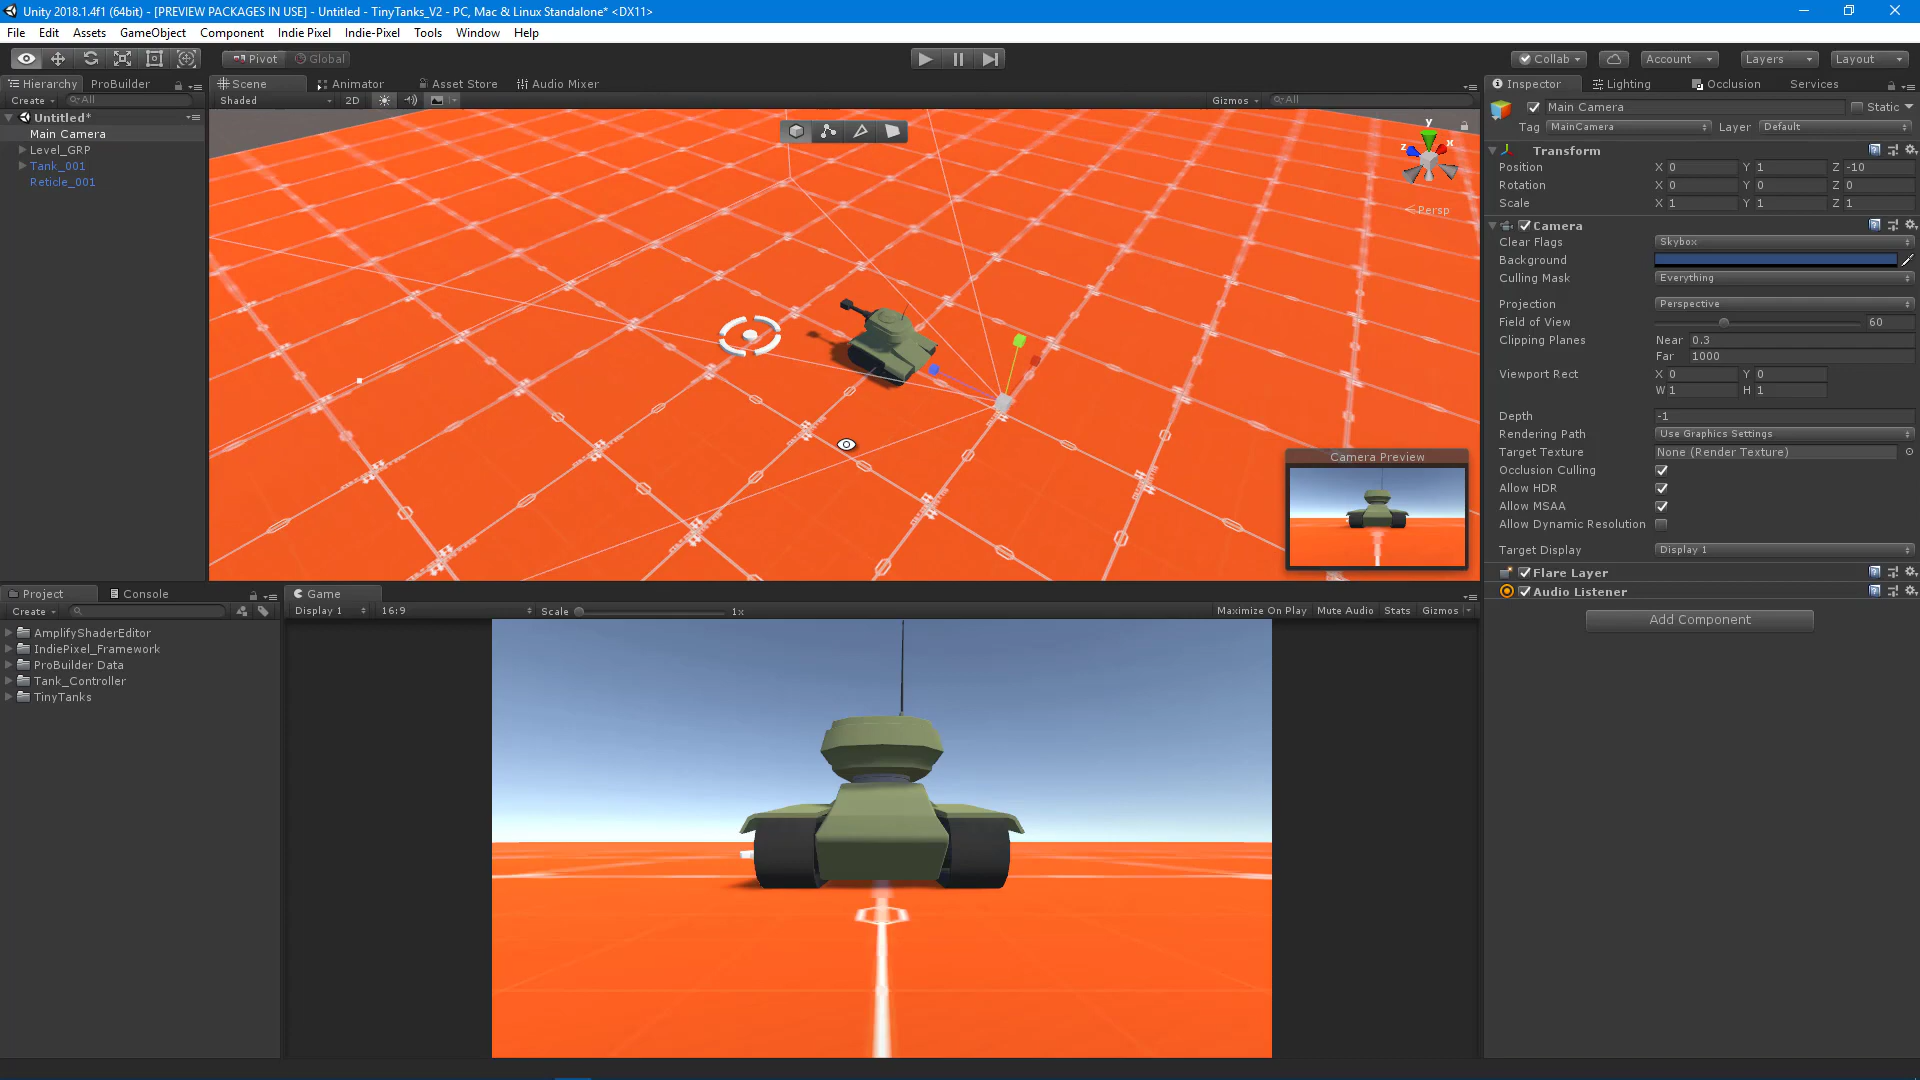 Unity 2018.1.4f1 (64bit) - [PREVIEW PACKAGES IN USE] - Untitled - TinyTanks_V2 - PC, Mac & Linux Standalone* <DX11>
File Edit Assets GameObject Component Indie Pixel Indie-Pixel Tools Window Help
Pivot Global Collab Account Layers Layout
Hierarchy ProBuilder
Create All
Untitled*
Main Camera
Level_GRP
Tank_001
Reticle_001
Scene Animator Asset Store Audio Mixer
Shaded 2D Gizmos All
y
z x
Persp
Camera Preview
Project Console
Create
AmplifyShaderEditor
IndiePixel_Framework
ProBuilder Data
Tank_Controller
TinyTanks
Game
Display 1 16:9 Scale 1x Maximize On Play Mute Audio Stats Gizmos
Inspector Lighting Occlusion Services
Main Camera Static
Tag MainCamera Layer Default
Transform
Position X 0 Y 1 Z -10
Rotation X 0 Y 0 Z 0
Scale X 1 Y 1 Z 1
Camera
Clear Flags Skybox
Background
Culling Mask Everything
Projection Perspective
Field of View 60
Clipping Planes Near 0.3
Far 1000
Viewport Rect X 0 Y 0
W 1 H 1
Depth -1
Rendering Path Use Graphics Settings
Target Texture None (Render Texture)
Occlusion Culling
Allow HDR
Allow MSAA
Allow Dynamic Resolution
Target Display Display 1
Flare Layer
Audio Listener
Add Component